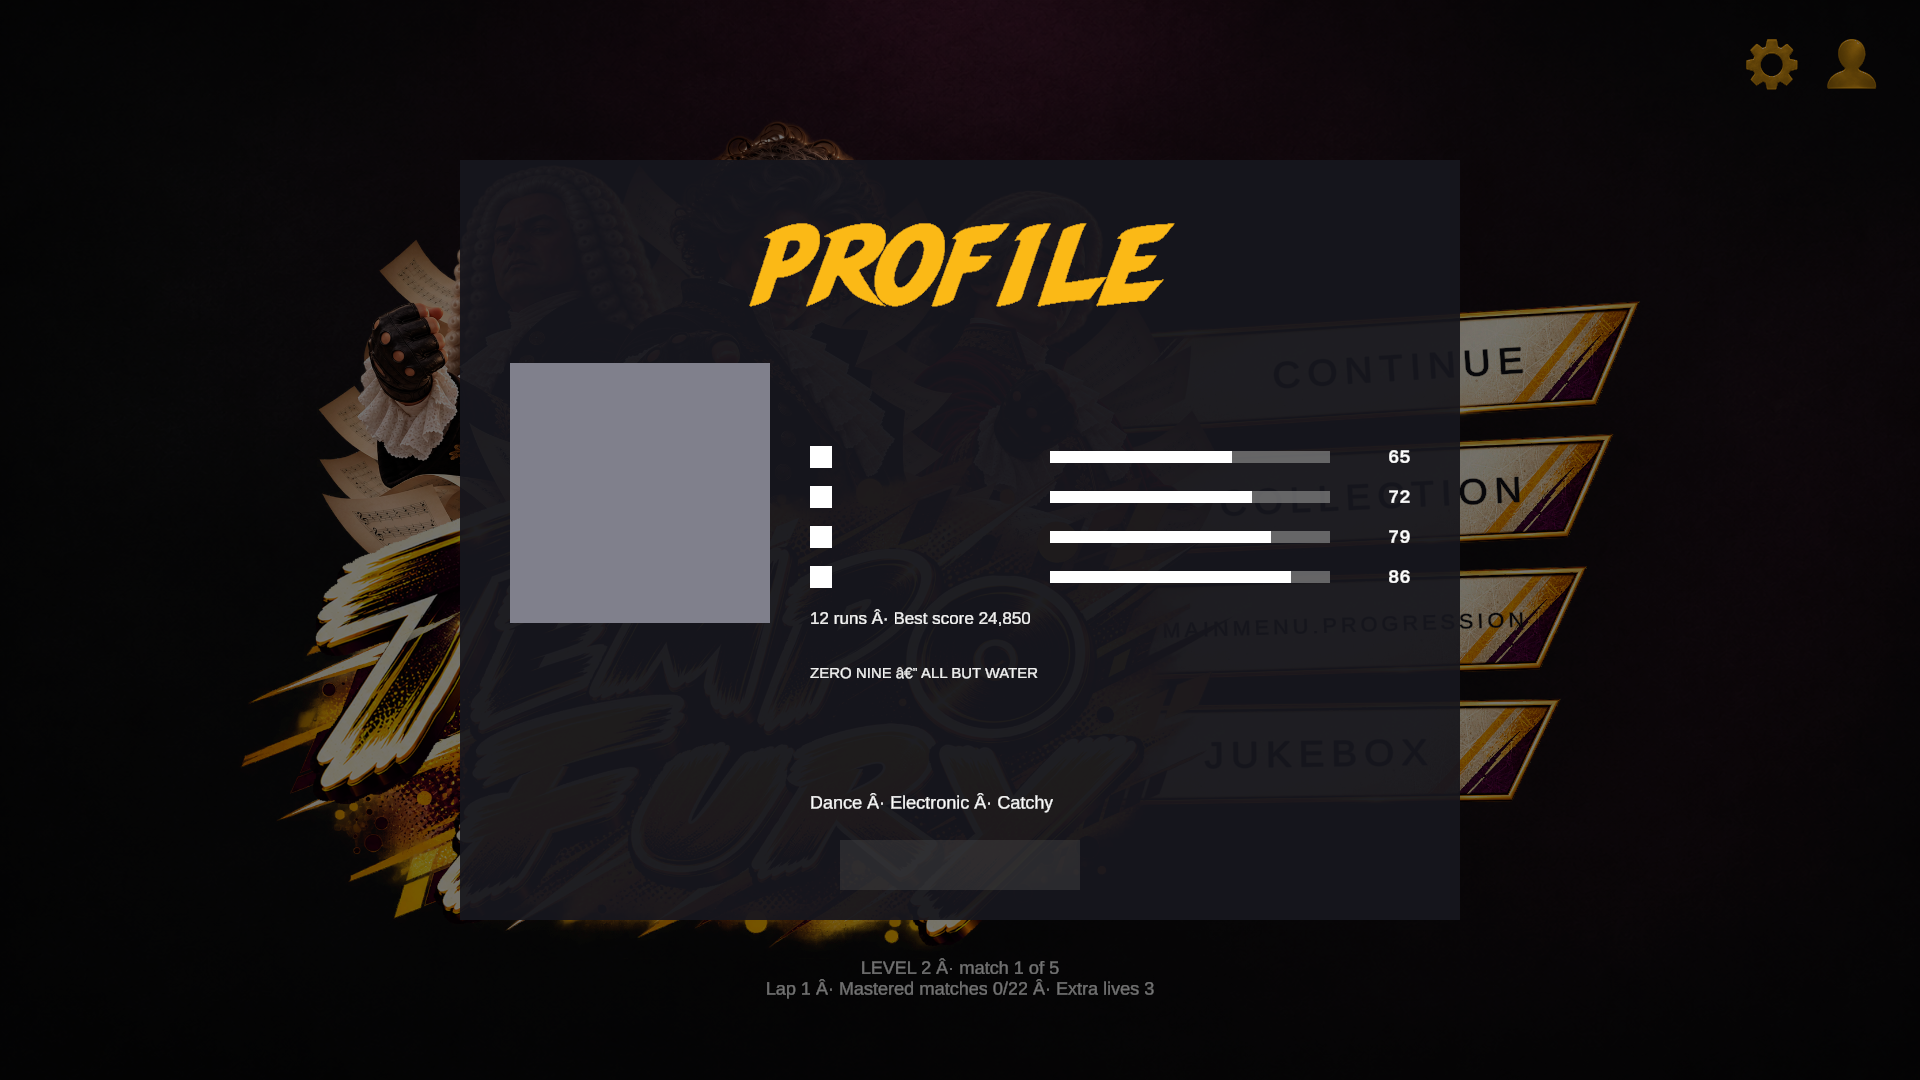 PROFILE
CONTINUE
65
COLLECTION
72
79
86
12 runs Â· Best score 24,850
MAINMENU.PROGRESSION
ZERO NINE â€” ALL BUT WATER
TEMPO
FURY
JUKEBOX
Dance Â· Electronic Â· Catchy
LEVEL 2 Â· match 1 of 5
Lap 1 Â· Mastered matches 0/22 Â· Extra lives 3